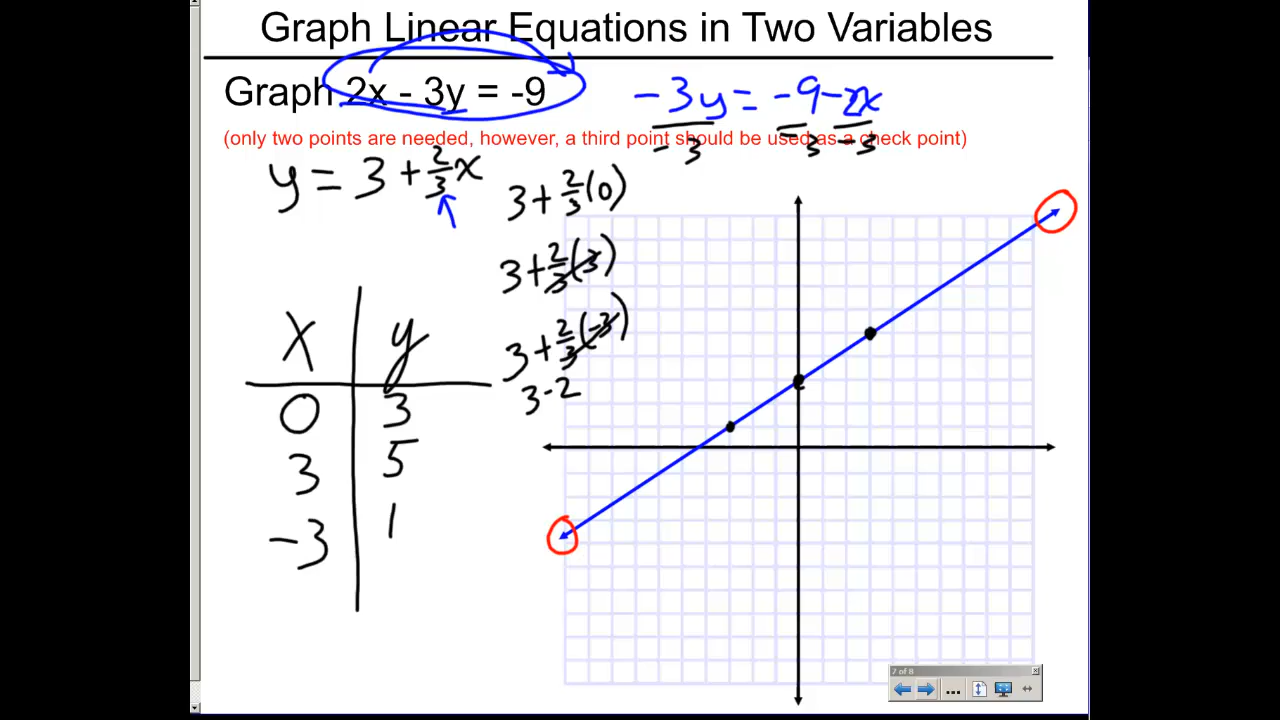 Graph Linear Equations in Two Variables
Graph 2x - 3y = -9
-3y = -9 - 2x
-3 -3 -3
(only two points are needed, however, a third point should be used as a check point)
y = 3 + 2/3 x
3 + 2/3 (0)
3 + 2/3 (3)
3 + 2/3 (-3)
3 - 2
x y
0 3
3 5
-3 1
7 of 8
...